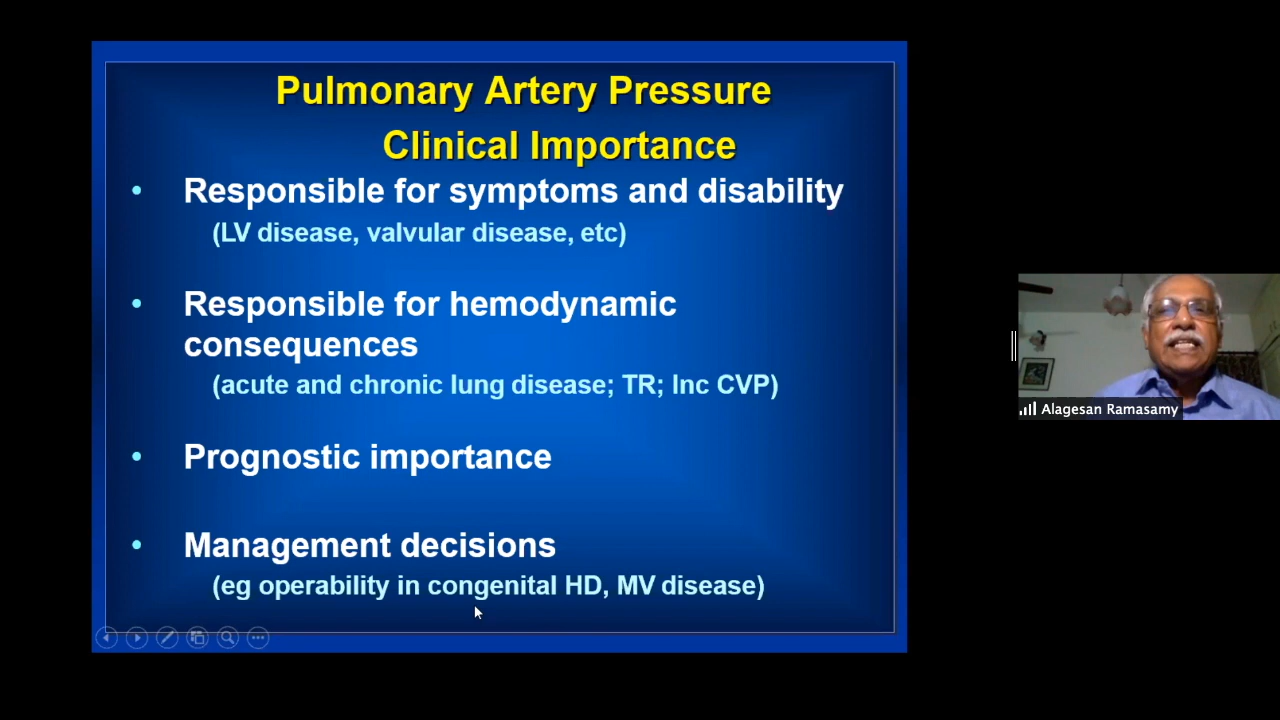 Pulmonary Artery Pressure
Clinical Importance
• Responsible for symptoms and disability
(LV disease, valvular disease, etc)
• Responsible for hemodynamic
consequences
(acute and chronic lung disease; TR; Inc CVP)
• Prognostic importance
• Management decisions
(eg operability in congenital HD, MV disease)
Alagesan Ramasamy